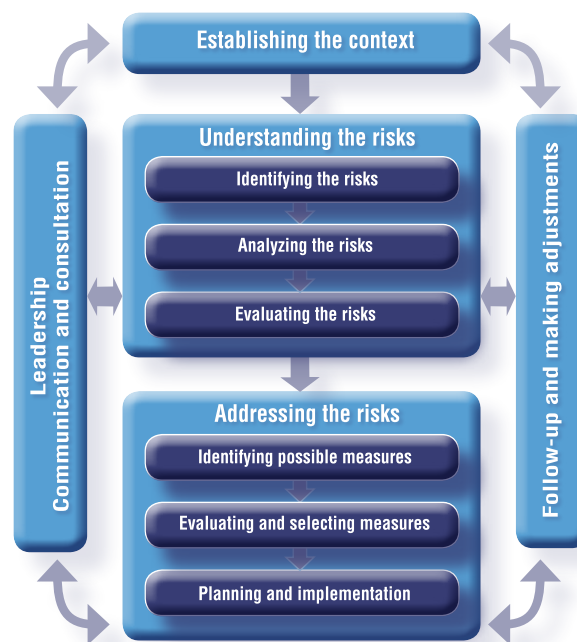 Establishing the context
Leadership
Communication and consultation
Understanding the risks
Identifying the risks
Analyzing the risks
Evaluating the risks
Addressing the risks
Identifying possible measures
Evaluating and selecting measures
Planning and implementation
Follow-up and making adjustments